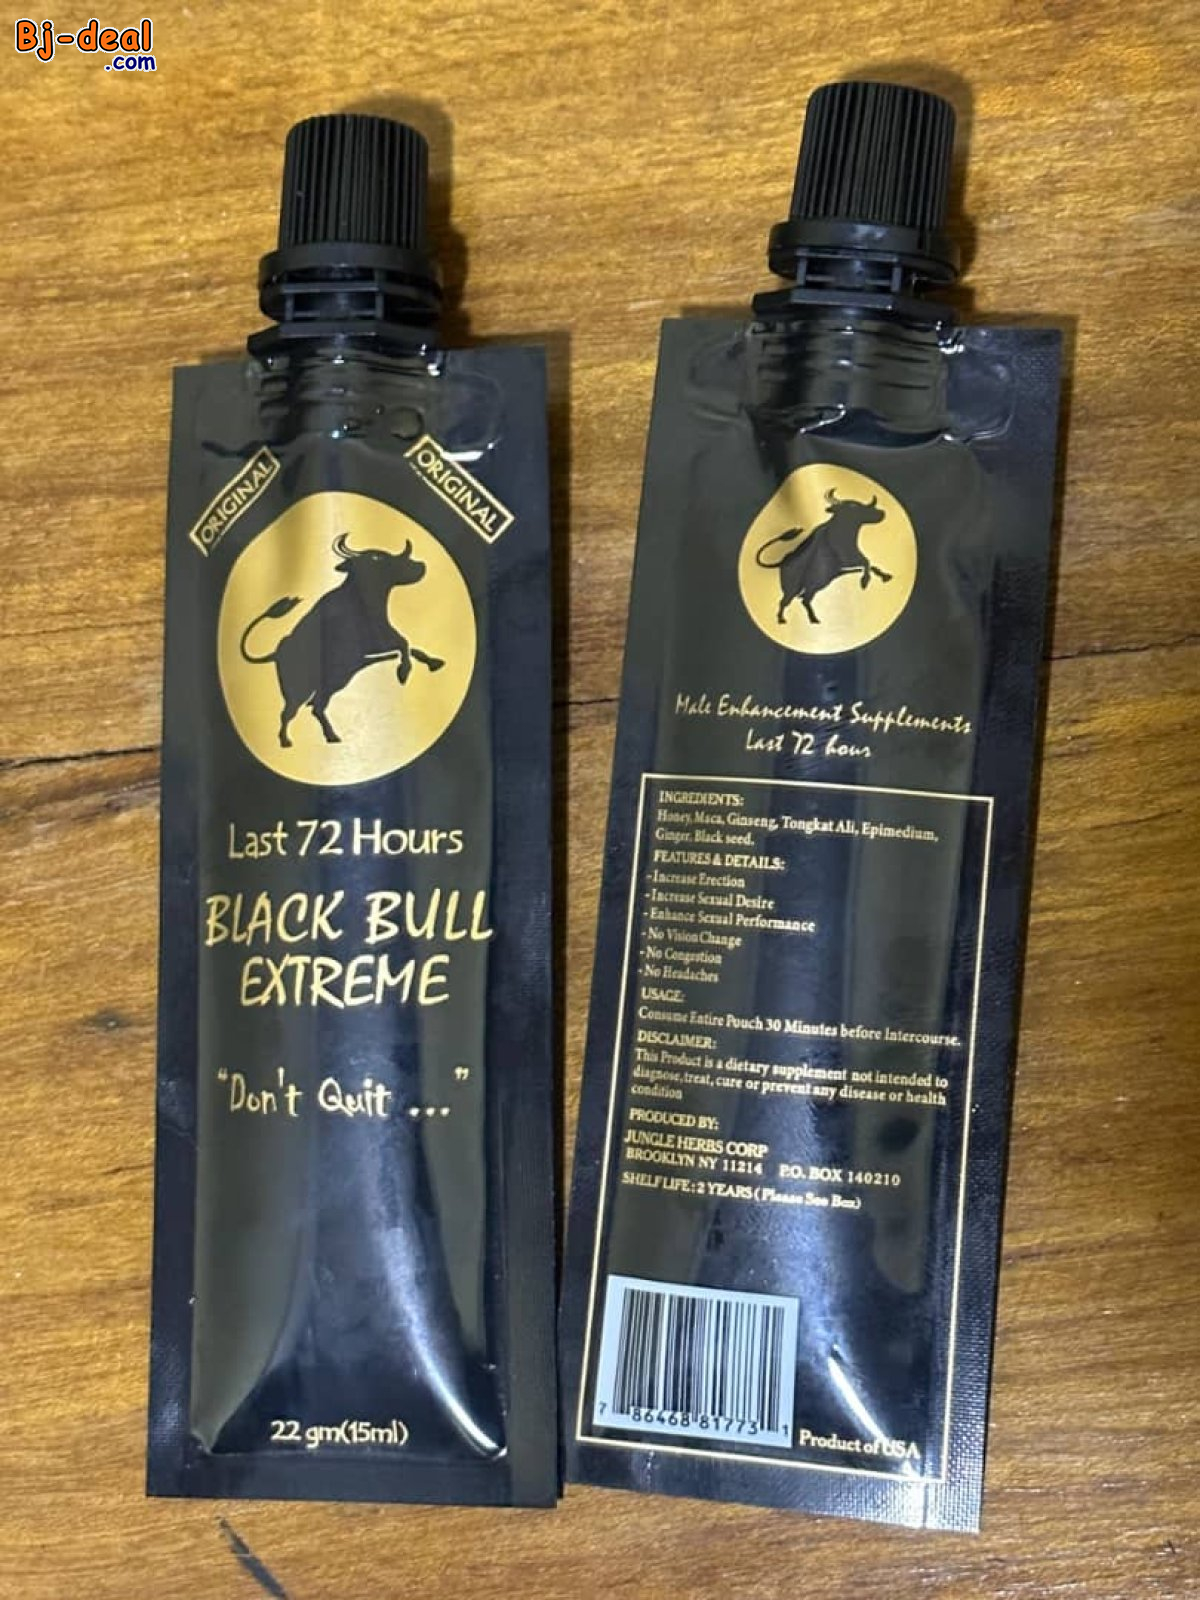 Bj-deal
.com
ORIGINAL
ORIGINAL
Last 72 Hours
BLACK BULL
EXTREME
"Don't Quit ..."
22 gm(15ml)
Male Enhancement Supplements
Last 72 hour
INGREDIENTS:
Honey, Maca, Ginseng, Tongkat Ali, Epimedium,
Ginger, Black seed.
FEATURES & DETAILS:
- Increase Erection
- Increase Sexual Desire
- Enhance Sexual Performance
- No Vision Change
- No Congestion
- No Headaches
USAGE:
Consume Entire Pouch 30 Minutes before Intercourse.
DISCLAIMER:
This Product is a dietary supplement not intended to
diagnose, treat, cure or prevent any disease or health
condition
PRODUCED BY:
JUNGLE HERBS CORP
BROOKLYN NY 11214 P.O. BOX 140210
SHELF LIFE : 2 YEARS ( Please See Box)
7 86468 81773 1
Product of USA